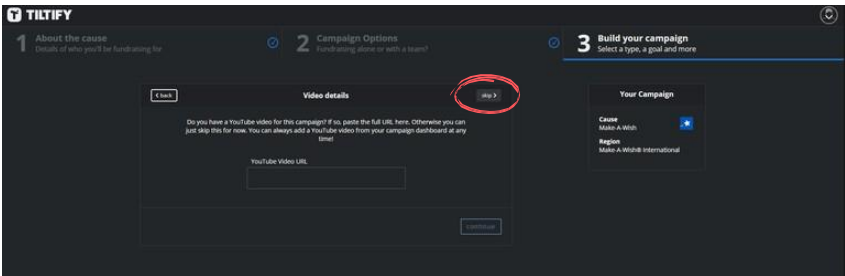 TILTIFY
1 About the cause
Details of who you'll be fundraising for
2 Campaign Options
Fundraising alone or with a team?
3 Build your campaign
Select a type, a goal and more
< back
Video details
skip >
Do you have a YouTube video for this campaign? If so, paste the full URL here. Otherwise you can
just skip this for now. You can always add a YouTube video from your campaign dashboard at any
time!
YouTube Video URL
continue
Your Campaign
Cause
Make-A-Wish
Region
Make-A-Wish® International